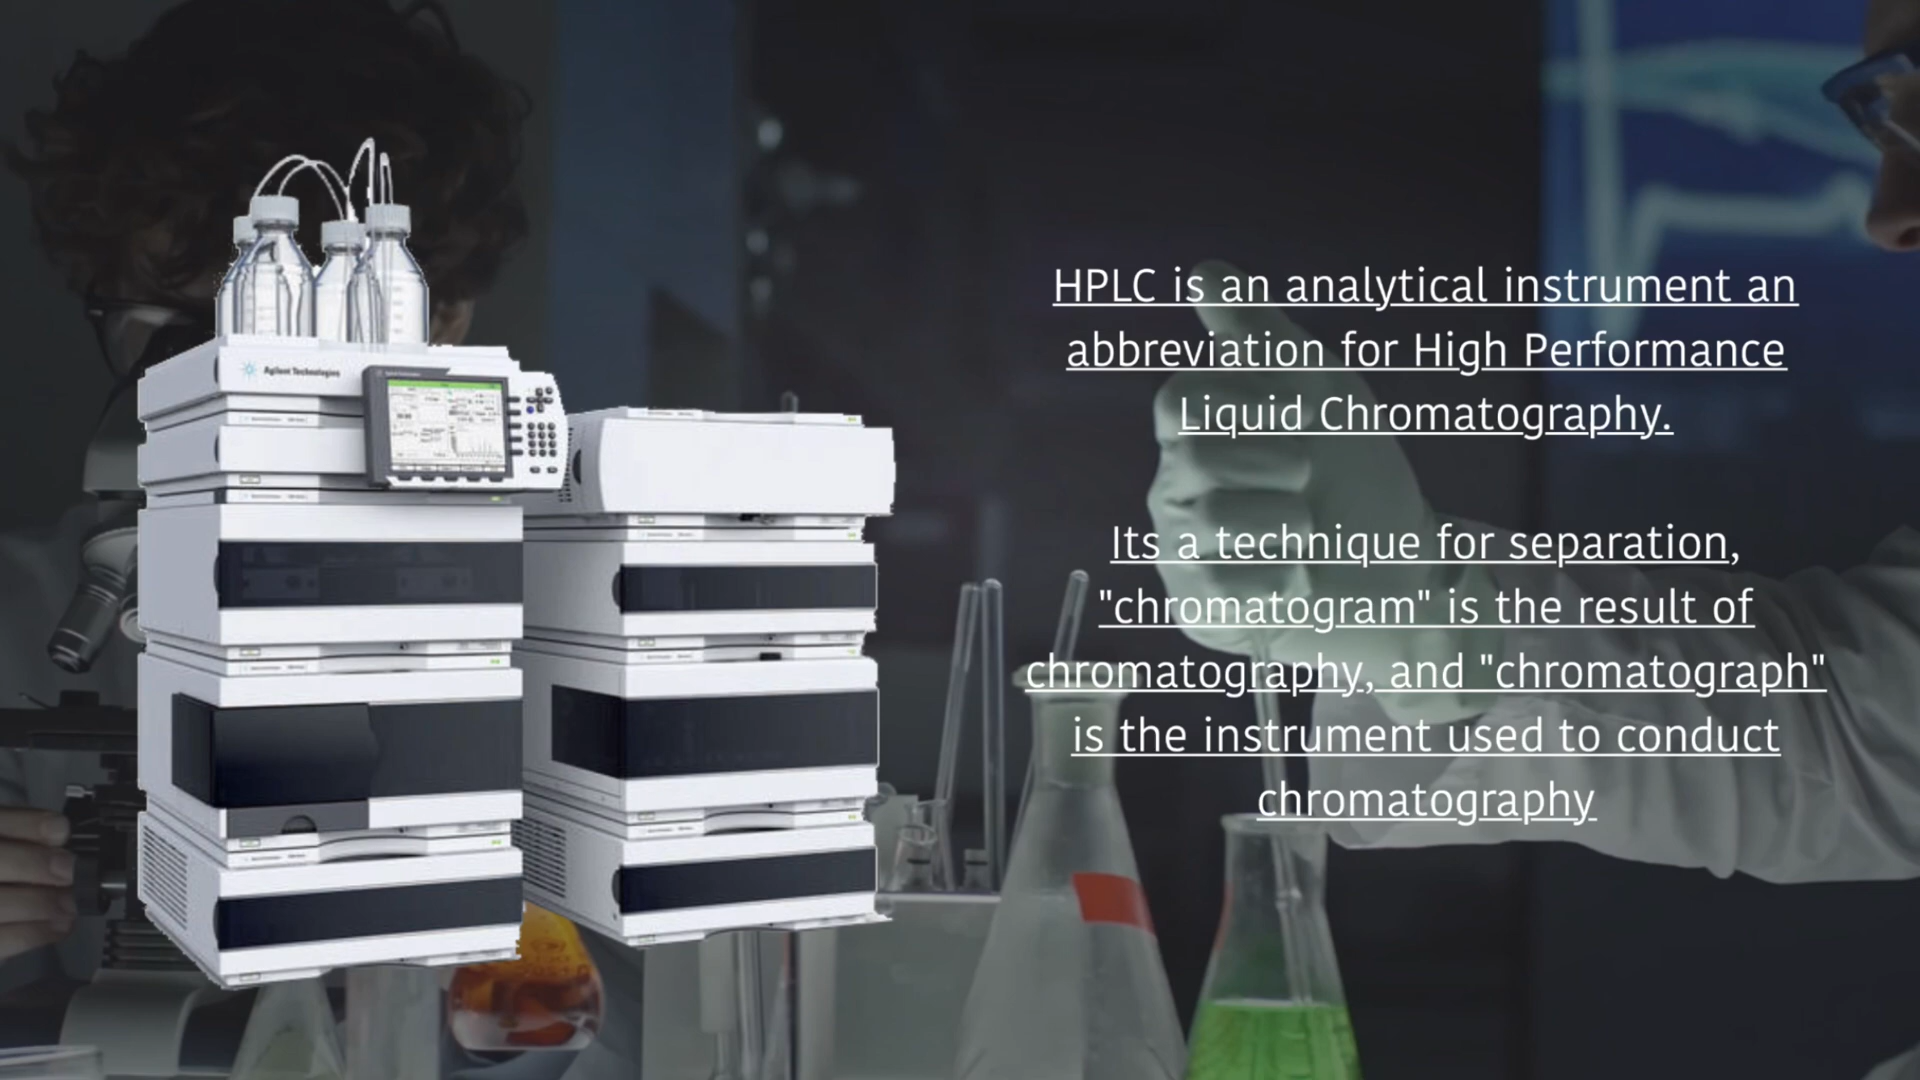 Agilent Technologies
HPLC is an analytical instrument an
abbreviation for High Performance
Liquid Chromatography.
Its a technique for separation,
"chromatogram" is the result of
chromatography, and "chromatograph"
is the instrument used to conduct
chromatography